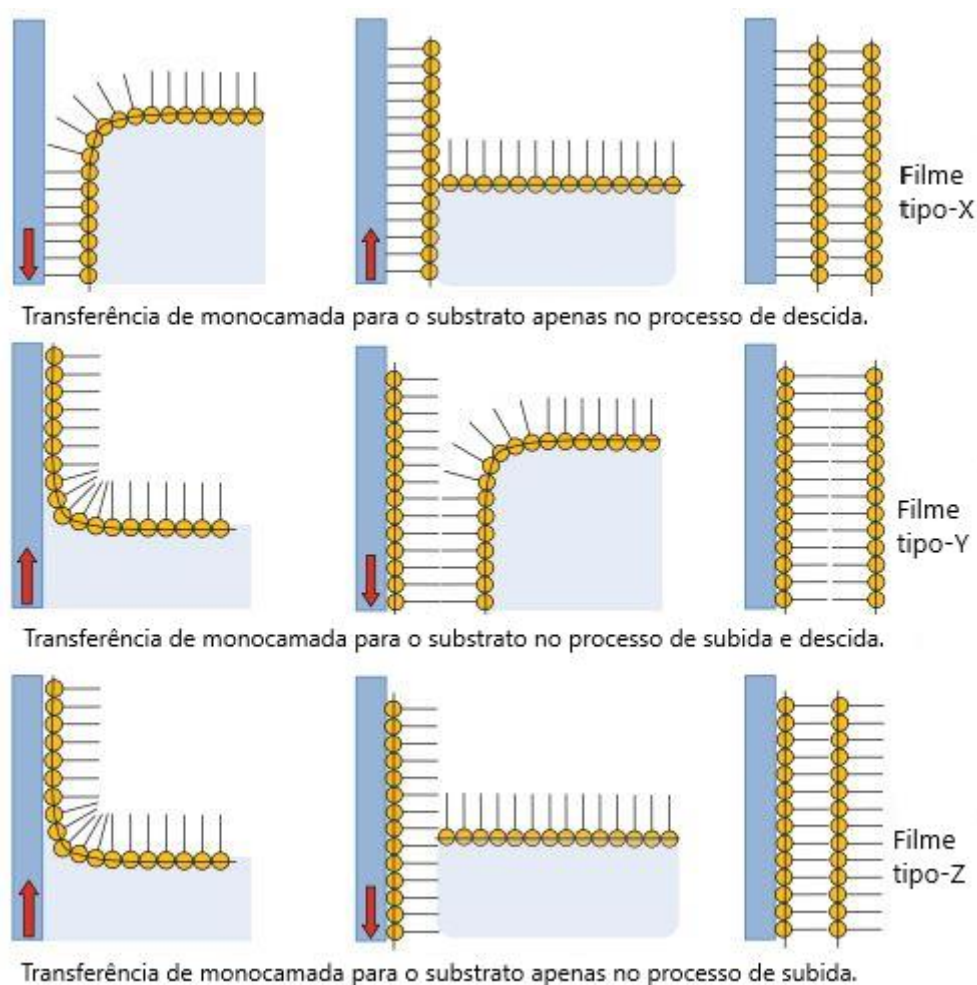 Filme
tipo-X
Transferência de monocamada para o substrato apenas no processo de descida.
Filme
tipo-Y
Transferência de monocamada para o substrato no processo de subida e descida.
Filme
tipo-Z
Transferência de monocamada para o substrato apenas no processo de subida.